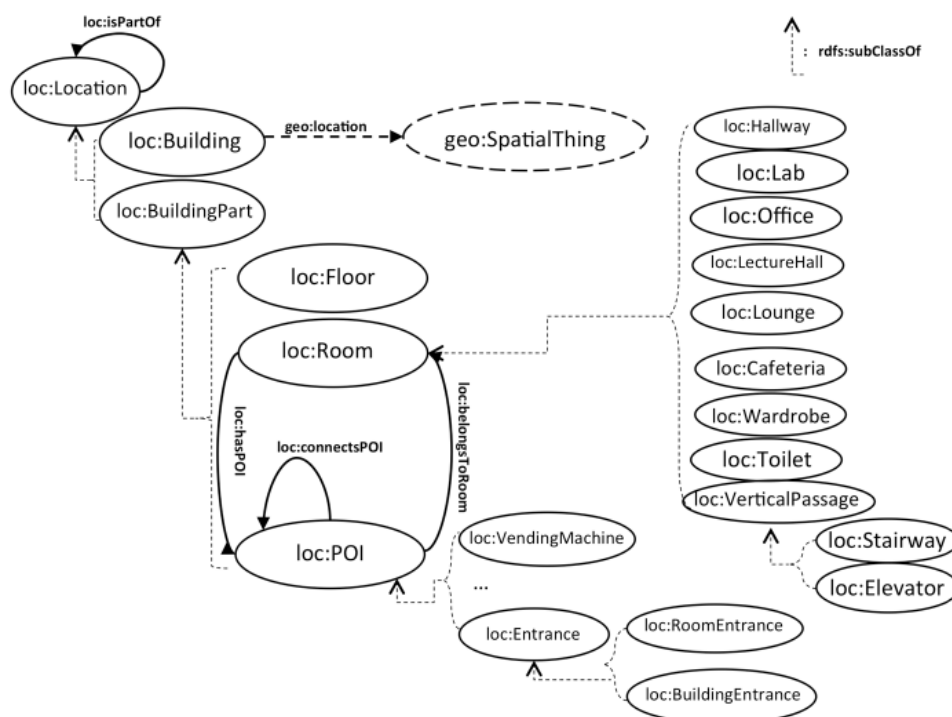 loc:isPartOf
: rdfs:subClassOf
loc:Location
loc:Building
geo:location
geo:SpatialThing
loc:BuildingPart
loc:Floor
loc:Room
loc:hasPOI
loc:connectsPOI
loc:belongsToRoom
loc:POI
loc:Hallway
loc:Lab
loc:Office
loc:LectureHall
loc:Lounge
loc:Cafeteria
loc:Wardrobe
loc:Toilet
loc:VerticalPassage
loc:Stairway
loc:Elevator
loc:VendingMachine
...
loc:Entrance
loc:RoomEntrance
loc:BuildingEntrance